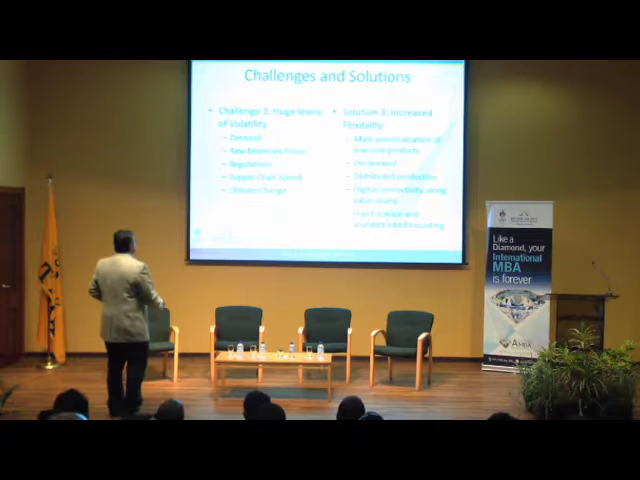 Challenges and Solutions
• Challenge 3: Huge levels
of Volatility
– Demand
– Raw Materials Prices
– Regulations
– Supply Chain Speed
– Climate Change
• Solution 3: Increased
Flexibility
– Mass customization of
low-cost products
– On demand
– Distributed production
– Digital connectivity along
value chains
Like a
Diamond, your
International
MBA
is forever
AMBA